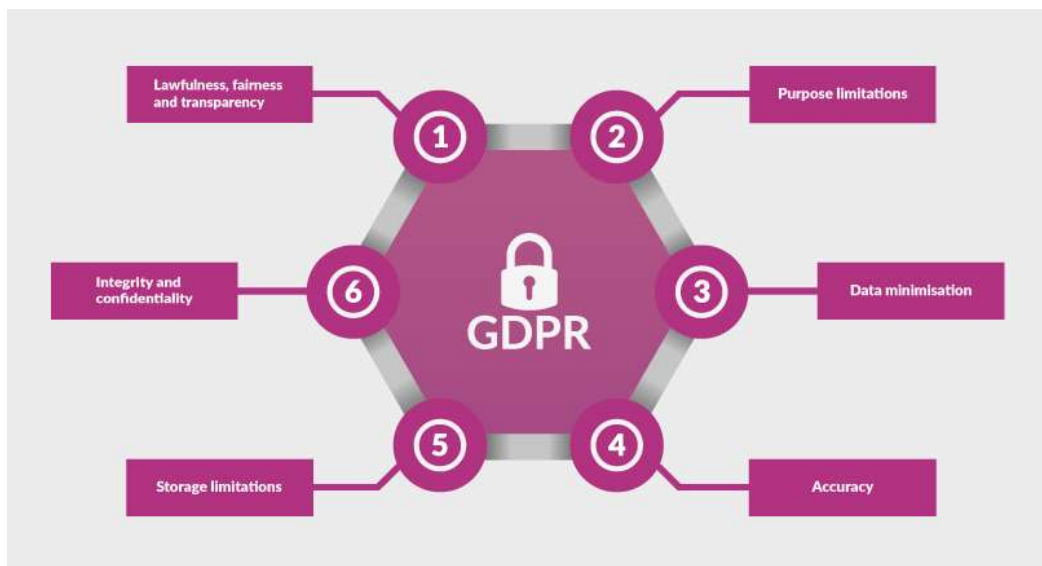 Lawfulness, fairness
and transparency
1
2
Purpose limitations
Integrity and
confidentiality
6
GDPR
3
Data minimisation
Storage limitations
5
4
Accuracy